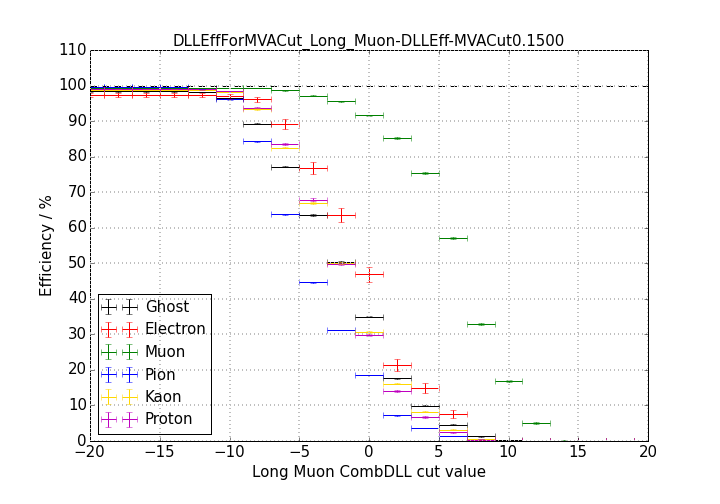 DLLEffForMVACut_Long_Muon-DLLEff-MVACut0.1500
110
100
90
80
70
60
50
40
30
20
10
0
Efficiency / %
Ghost
Electron
Muon
Pion
Kaon
Proton
−20 −15 −10 −5 0 5 10 15 20
Long Muon CombDLL cut value